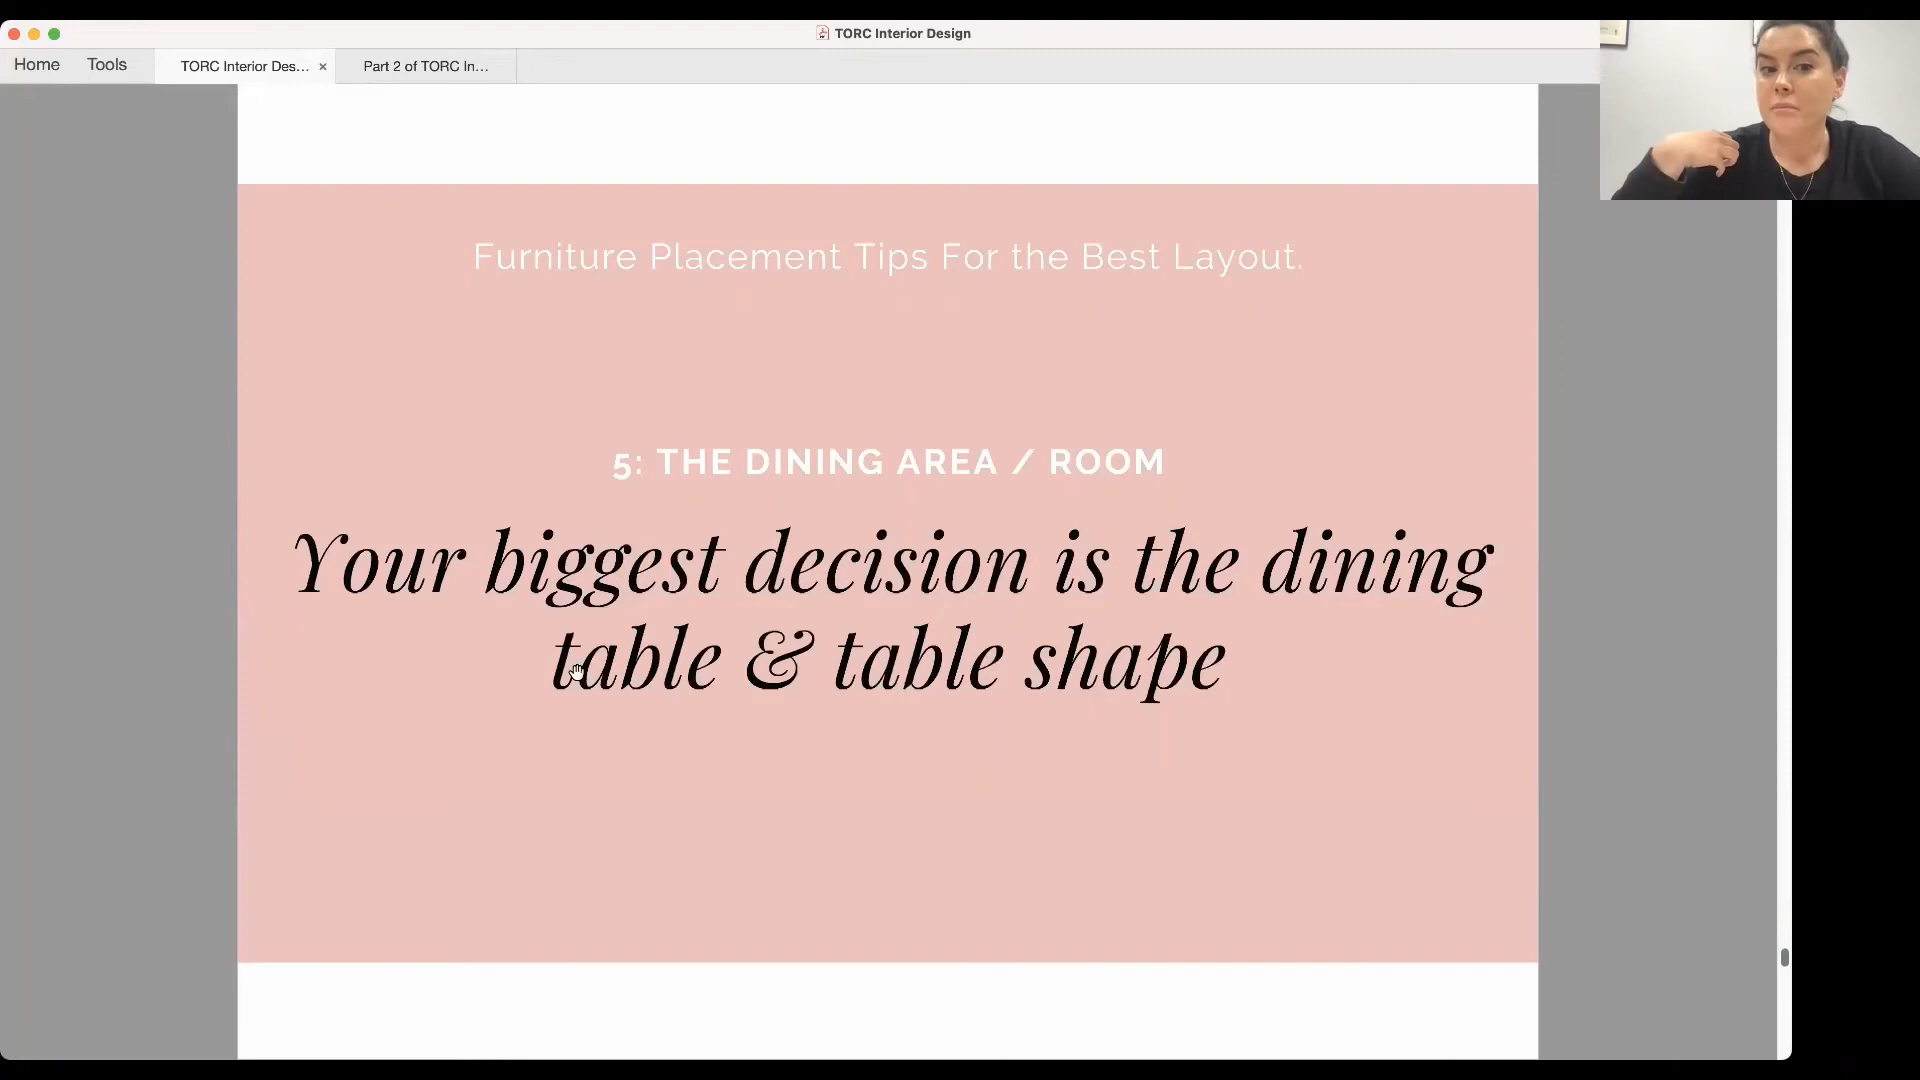 TORC Interior Design
Home
Tools
TORC Interior Des...
×
Part 2 of TORC In...
Furniture Placement Tips For the Best Layout.
5: THE DINING AREA / ROOM
Your biggest decision is the dining
table & table shape